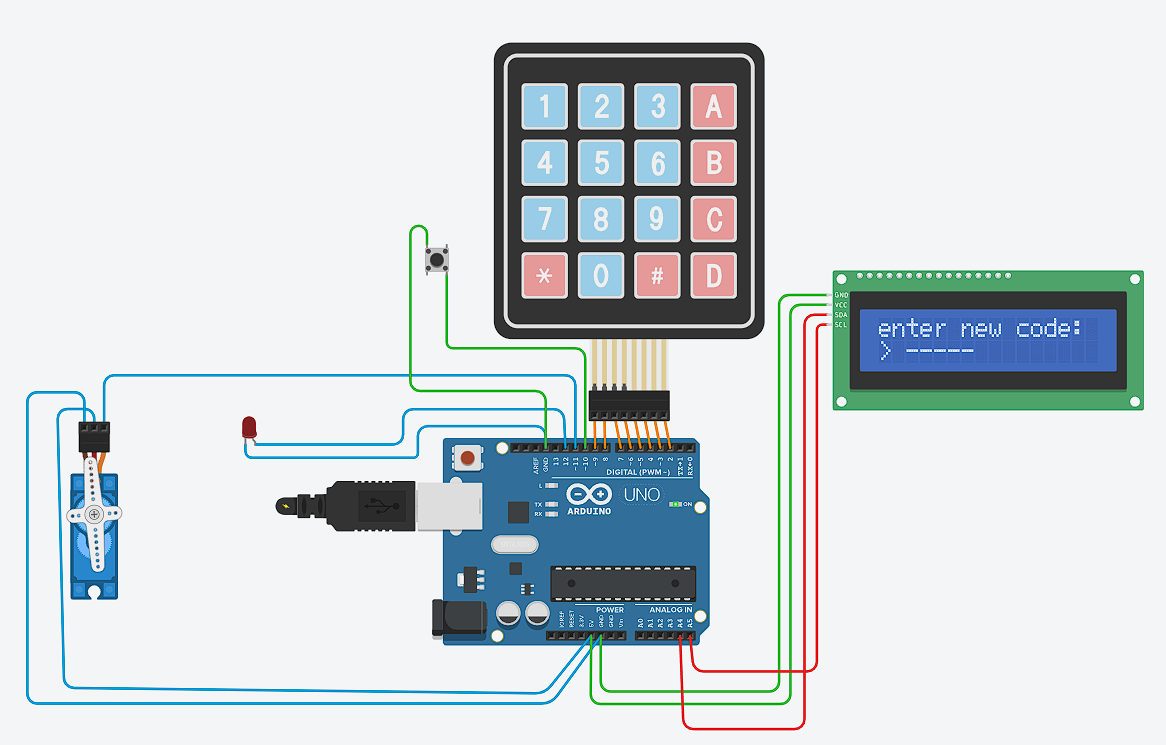 1 2 3 A
4 5 6 B
7 8 9 C
* 0 # D
GND
VCC
SDA
SCL
enter new code:
> -----
AREF
GND
13
12
~11
~10
~9
8
7
~6
~5
4
~3
2
TX→1
RX←0
DIGITAL (PWM~)
L
TX
RX
UNO
ARDUINO
ON
POWER
ANALOG IN
IOREF
RESET
3.3V
5V
GND
GND
Vin
A0
A1
A2
A3
A4
A5